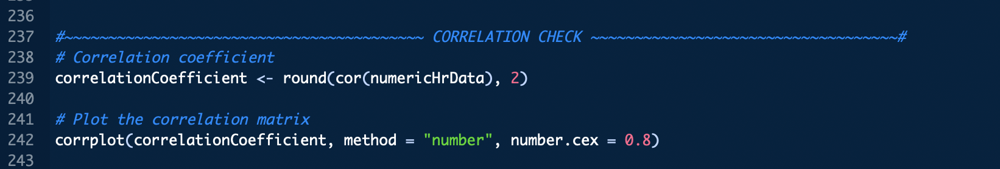 236
237 #~~~~~~~~~~~~~~~~~~~~~~~~~~~~~~~~~~~~~~~~~ CORRELATION CHECK ~~~~~~~~~~~~~~~~~~~~~~~~~~~~~~~~~~~#
238 # Correlation coefficient
239 correlationCoefficient <- round(cor(numericHrData), 2)
240
241 # Plot the correlation matrix
242 corrplot(correlationCoefficient, method = "number", number.cex = 0.8)
243